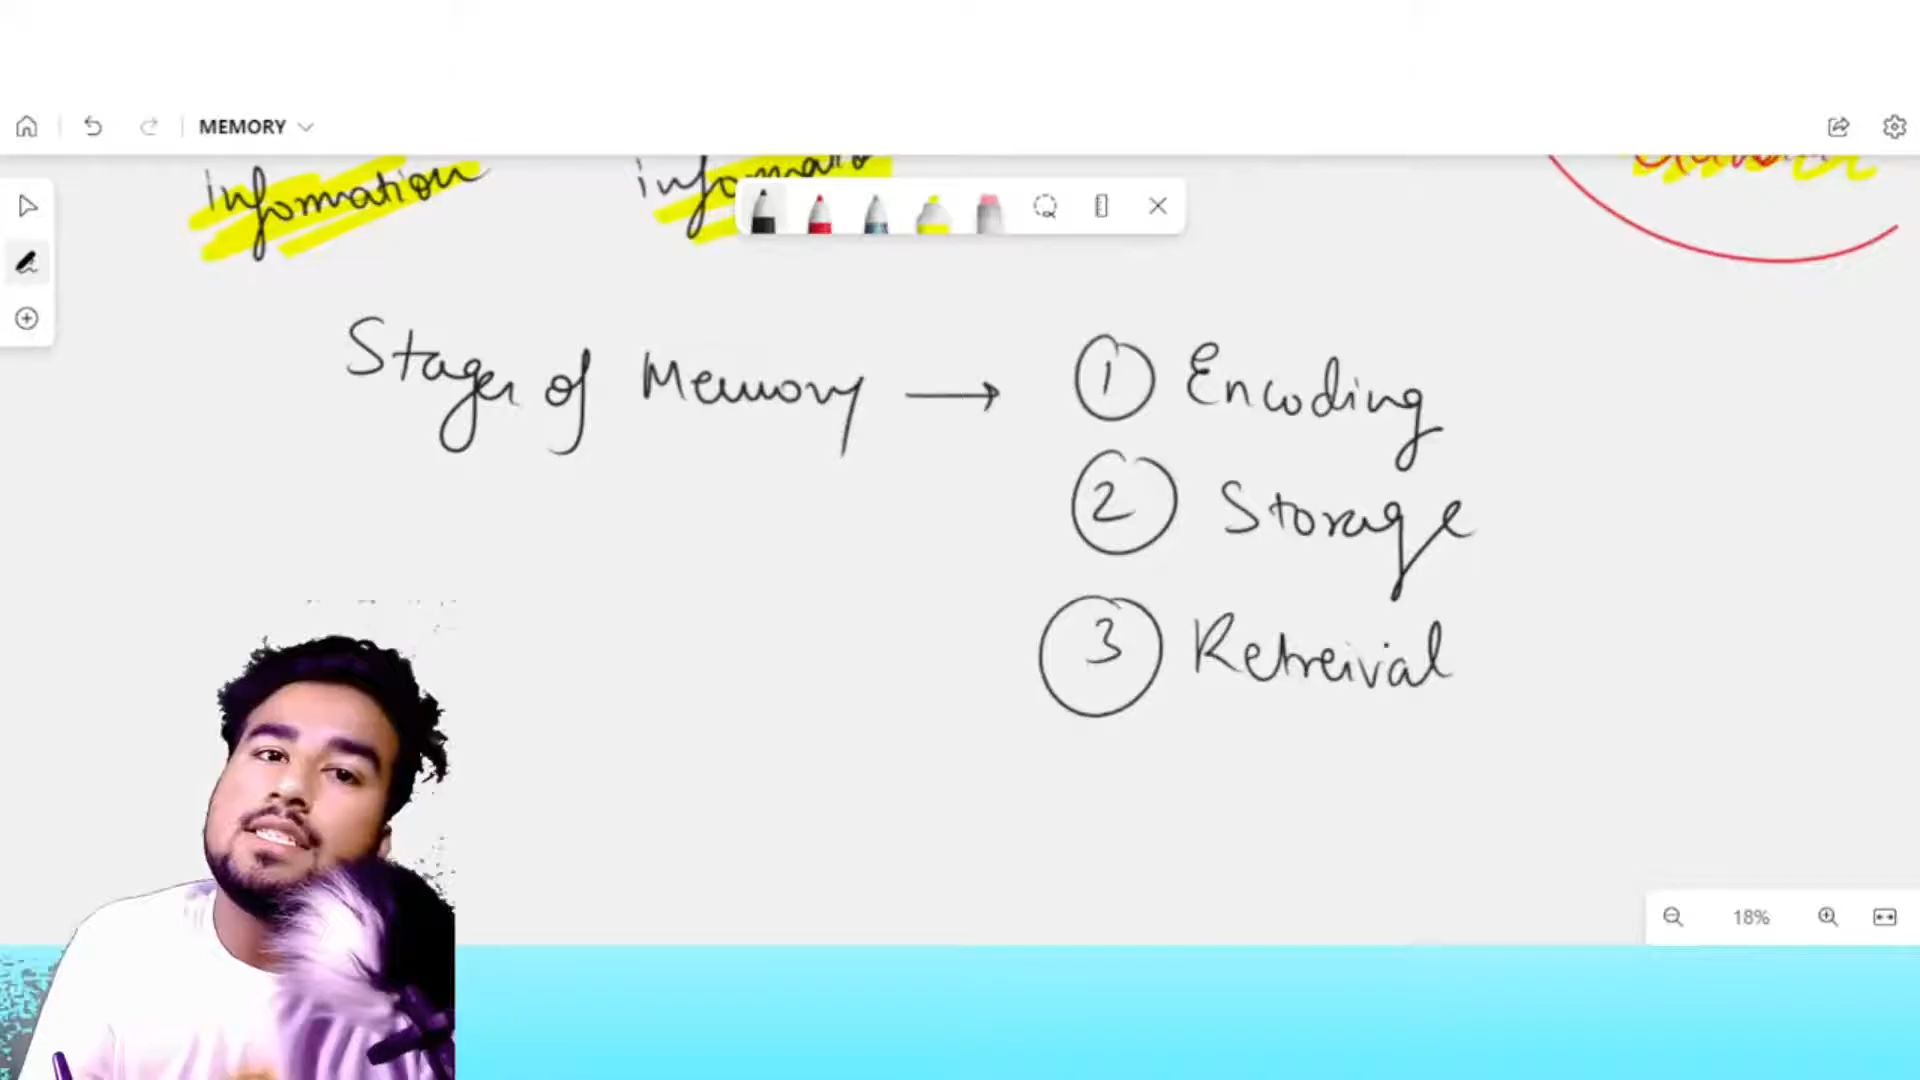 MEMORY
Information
Stages of Memory → ① Encoding
② Storage
③ Retreival
18%